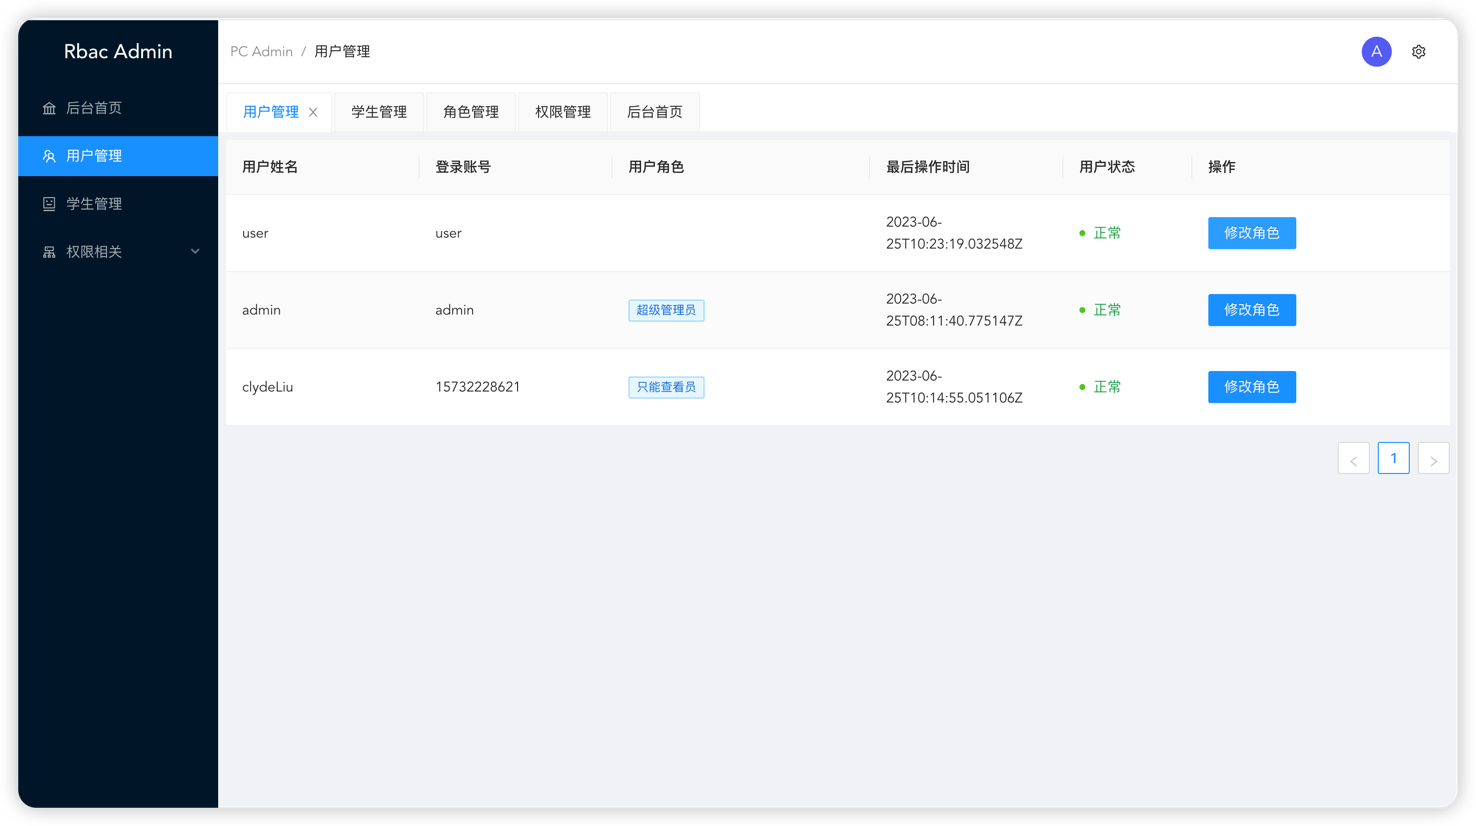 Rbac Admin
PC Admin / 用户管理
A
后台首页
用户管理
学生管理
权限相关
用户管理 学生管理 角色管理 权限管理 后台首页
用户姓名 登录账号 用户角色 最后操作时间 用户状态 操作
user user 2023-06-25T10:23:19.032548Z 正常 修改角色
admin admin 超级管理员 2023-06-25T08:11:40.775147Z 正常 修改角色
clydeLiu 15732228621 只能查看员 2023-06-25T10:14:55.051106Z 正常 修改角色
1